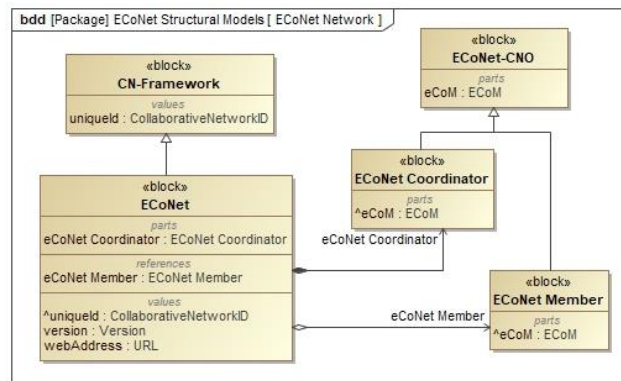 bdd [Package] ECoNet Structural Models [ ECoNet Network ]
«block»
CN-Framework
values
uniqueId : CollaborativeNetworkID
«block»
ECoNet-CNO
parts
eCoM : ECoM
«block»
ECoNet Coordinator
parts
^eCoM : ECoM
«block»
ECoNet
parts
eCoNet Coordinator : ECoNet Coordinator
references
eCoNet Member : ECoNet Member
values
^uniqueId : CollaborativeNetworkID
version : Version
webAddress : URL
eCoNet Coordinator
eCoNet Member
«block»
ECoNet Member
parts
^eCoM : ECoM